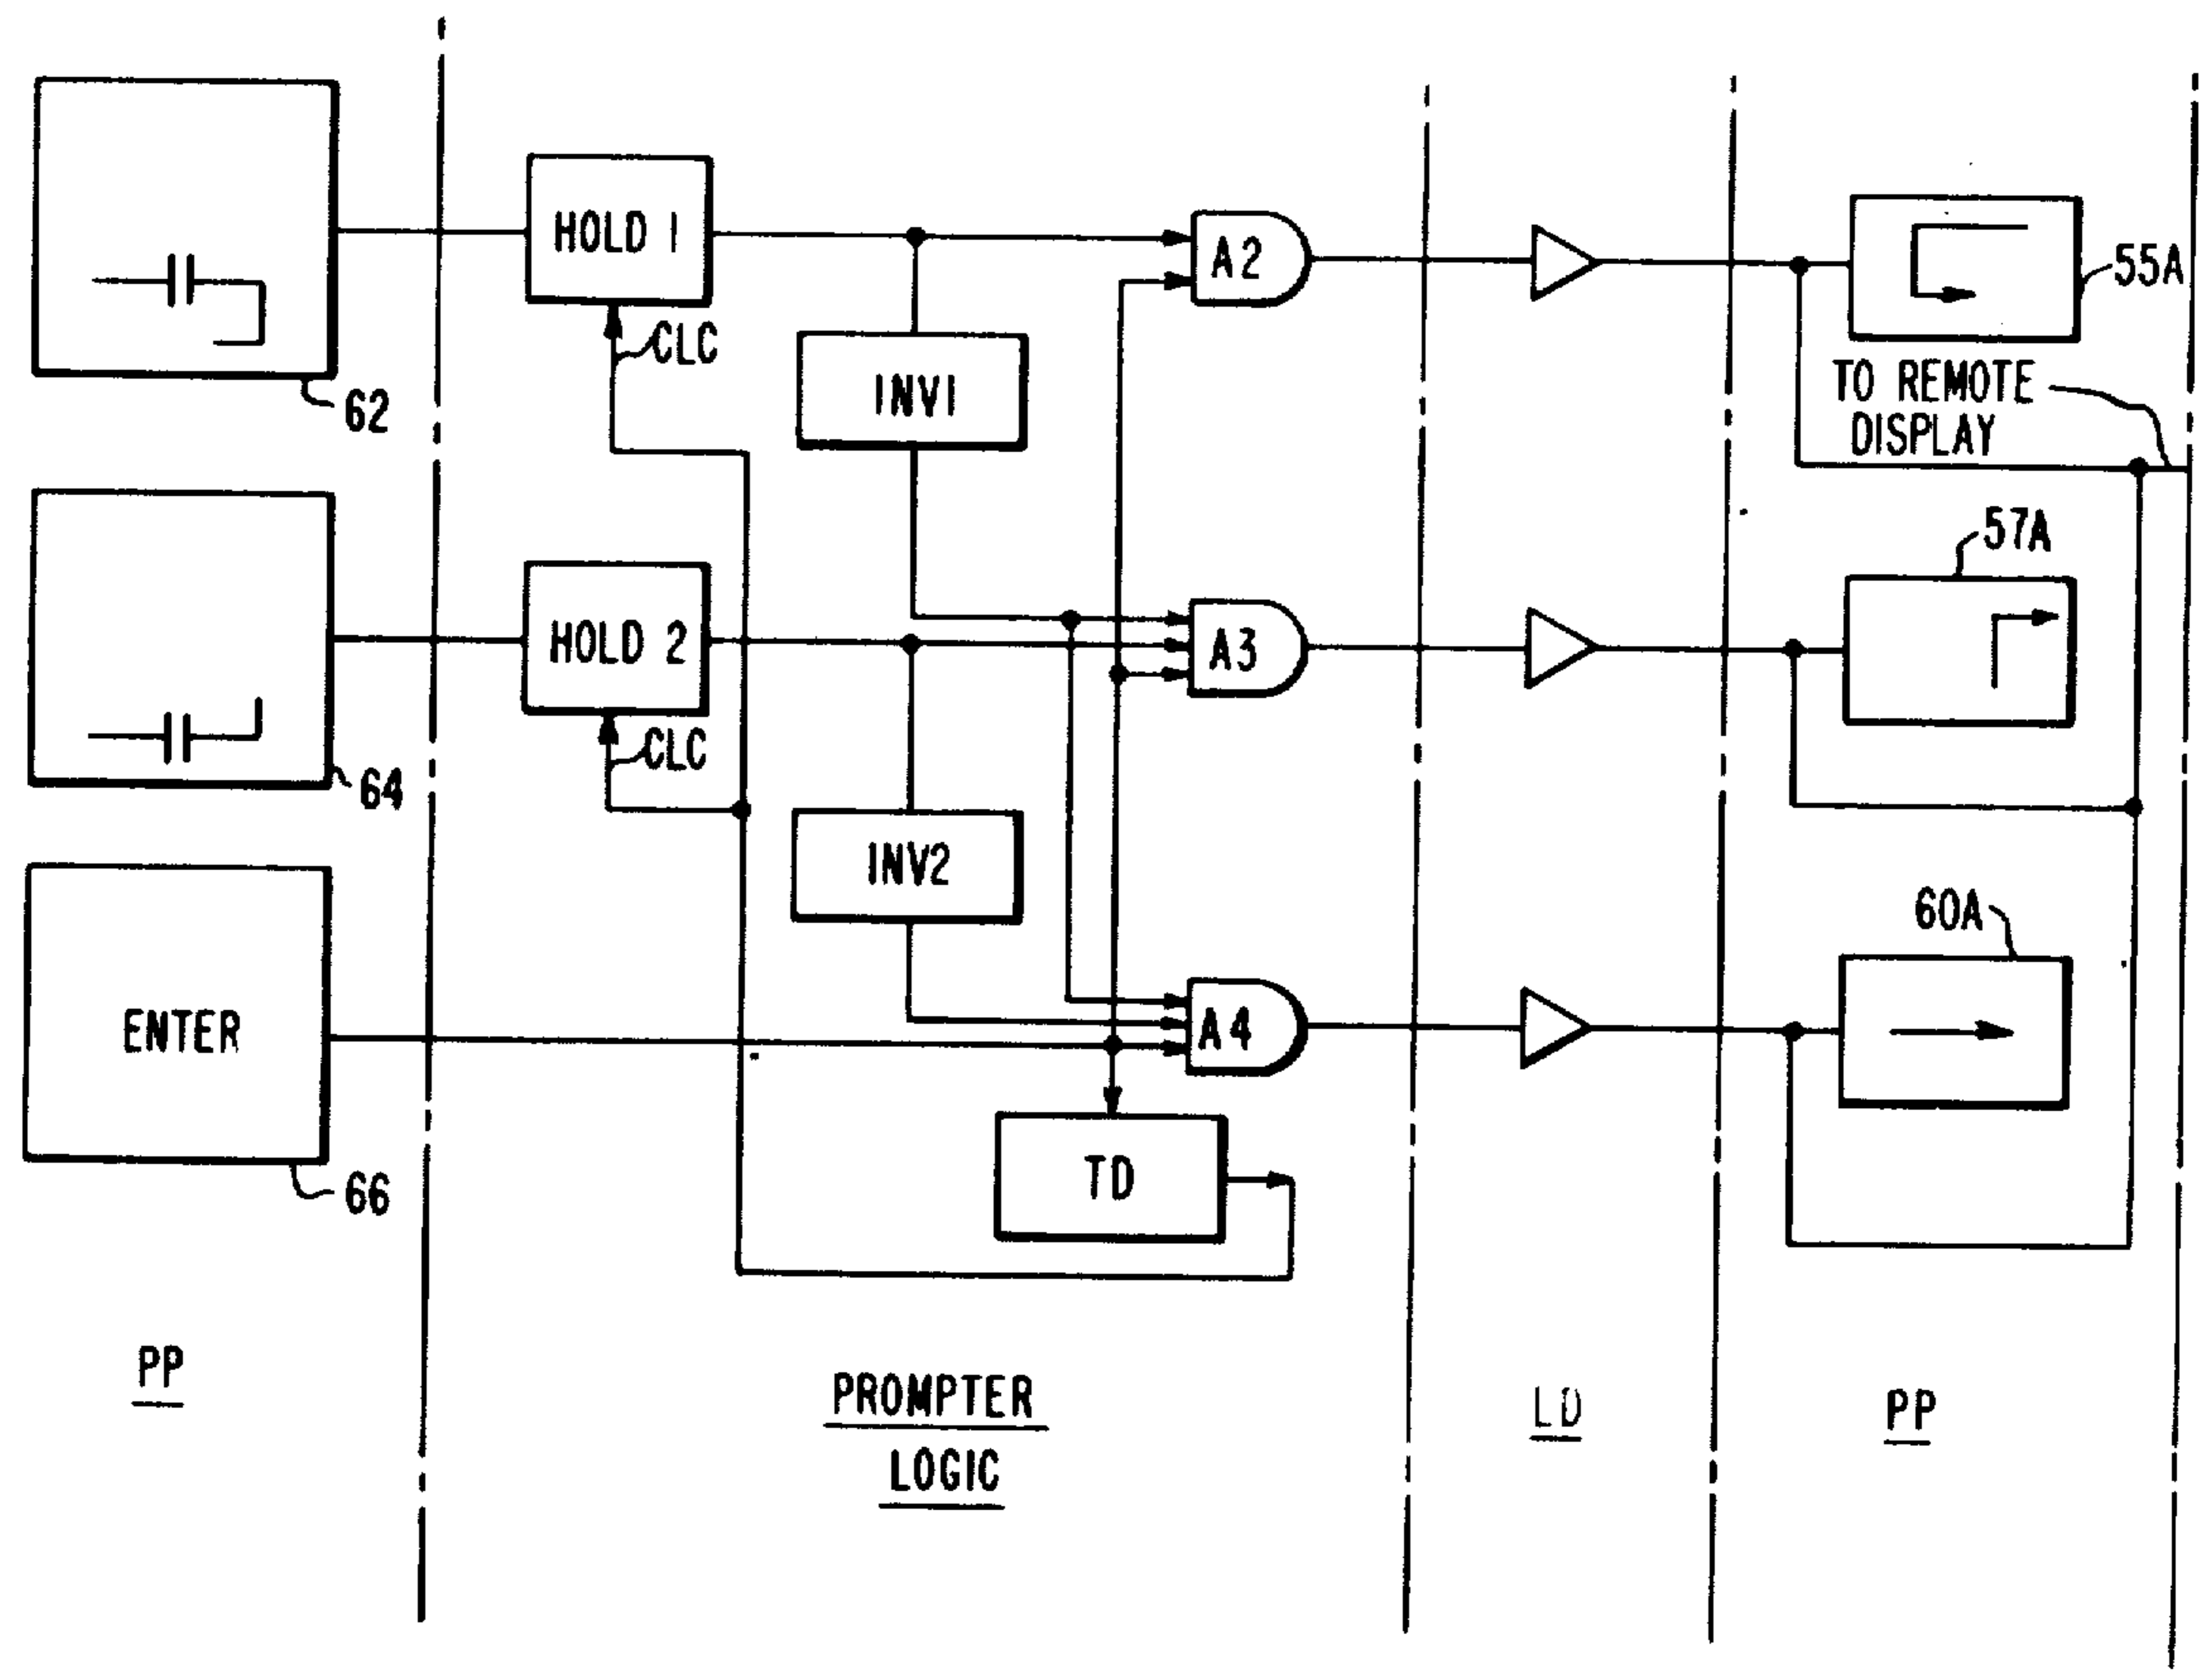 HOLD 1
A2
55A
CLC
TO REMOTE
DISPLAY
62
INV1
57A
HOLD 2
A3
CLC
64
INV2
60A
ENTER
A4
TD
66
PP
PROMPTER
LOGIC
LD
PP